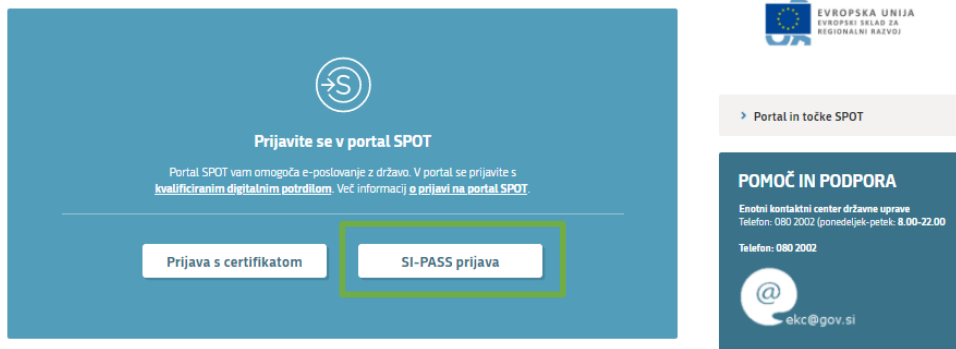 EVROPSKA UNIJA
EVROPSKI SKLAD ZA
REGIONALNI RAZVOJ
Prijavite se v portal SPOT
Portal SPOT vam omogoča e-poslovanje z državo. V portal se prijavite s
kvalificiranim digitalnim potrdilom. Več informacij o prijavi na portal SPOT.
Prijava s certifikatom
SI-PASS prijava
Portal in točke SPOT
POMOČ IN PODPORA
Enotni kontaktni center državne uprave
Telefon: 080 2002 (ponedeljek-petek: 8.00-22.00
Telefon: 080 2002
@
ekc@gov.si